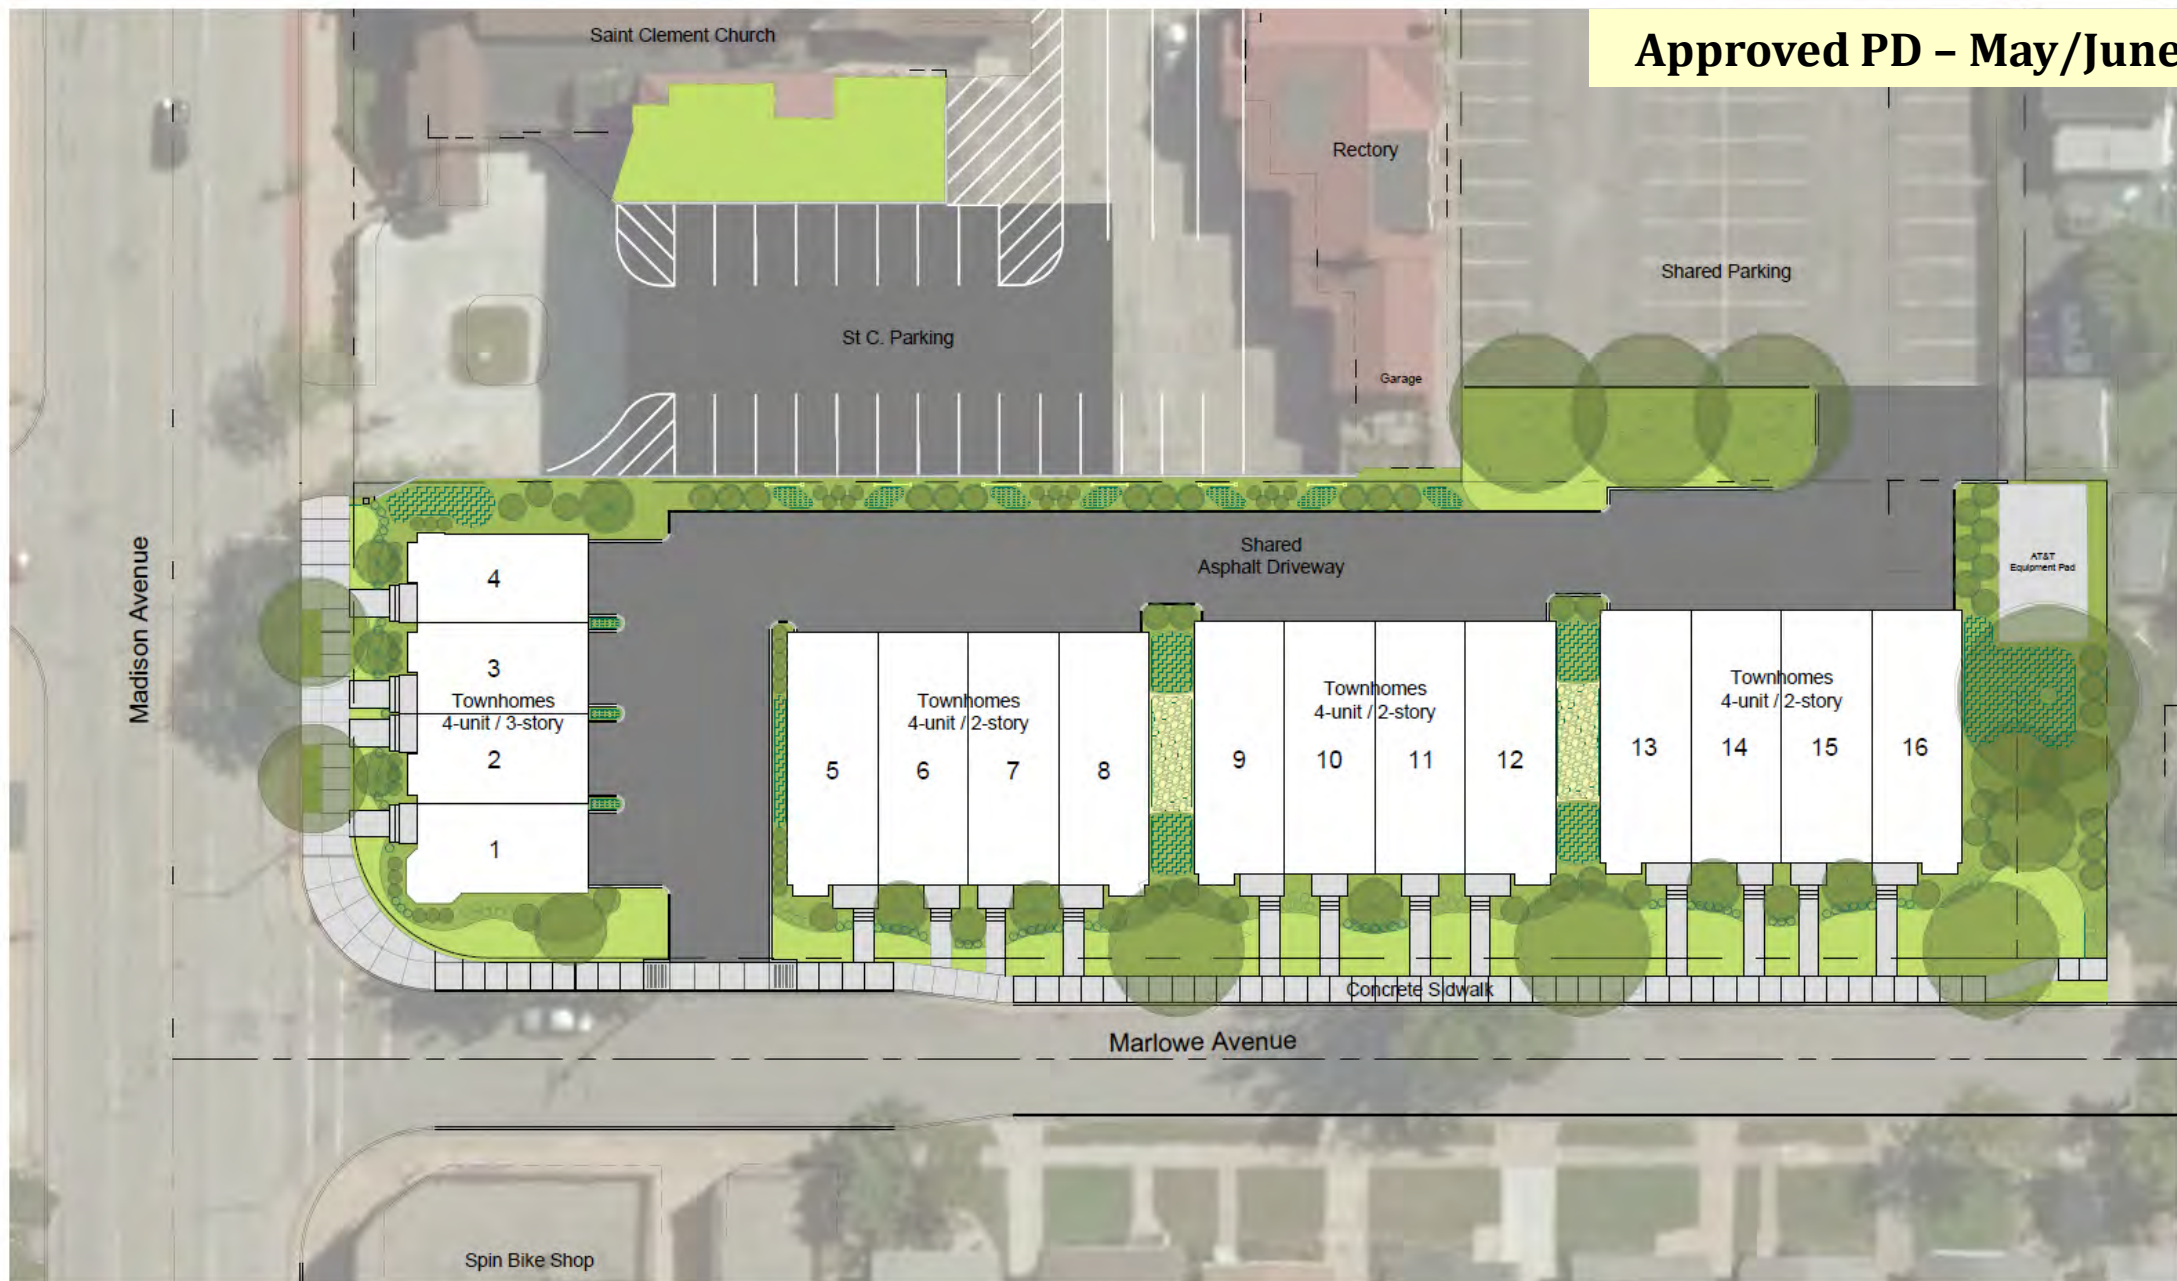 Approved PD – May/June
Saint Clement Church
Rectory
Shared Parking
St C. Parking
Garage
Shared
Asphalt Driveway
AT&T
Equipment Pad
Madison Avenue
4
3
Townhomes
4-unit / 3-story
2
1
Townhomes
4-unit / 2-story
5
6
7
8
Townhomes
4-unit / 2-story
9
10
11
12
Townhomes
4-unit / 2-story
13
14
15
16
Concrete Sidwalk
Marlowe Avenue
Spin Bike Shop